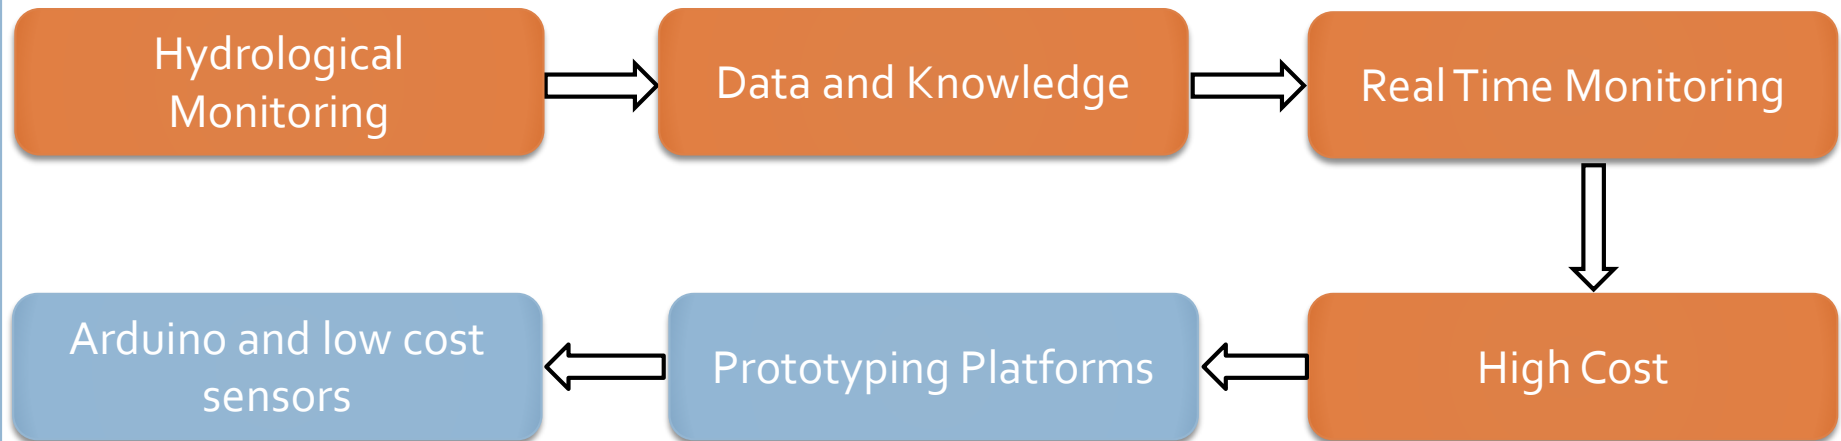 Hydrological
Monitoring
Data and Knowledge
Real Time Monitoring
High Cost
Prototyping Platforms
Arduino and low cost
sensors